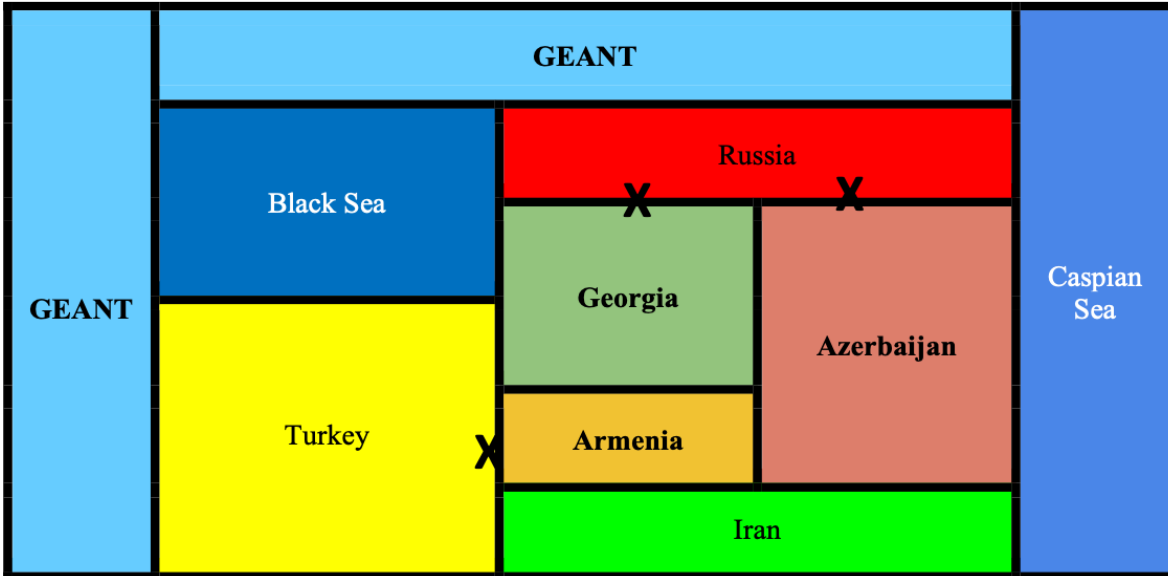 GEANT
Russia
Black Sea
X
X
Caspian
Sea
GEANT
Georgia
Azerbaijan
Turkey
X
Armenia
Iran